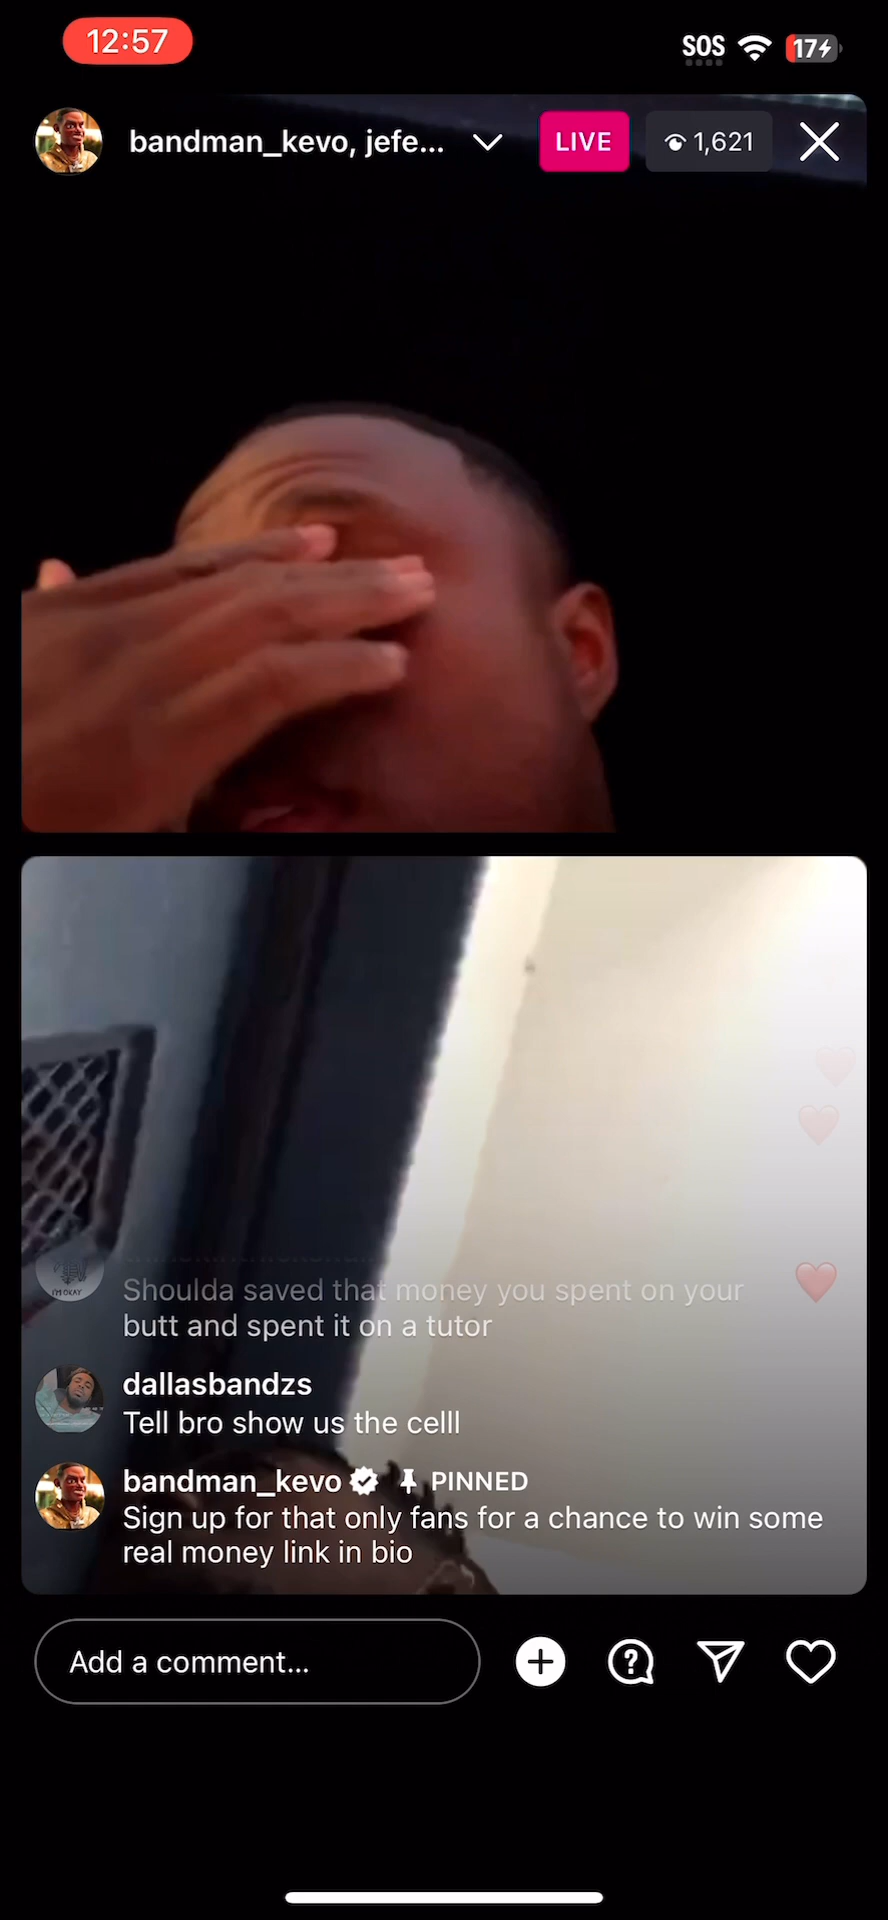 12:57
SOS
17
bandman_kevo, jefe...
LIVE
1,621
I'M OKAY
Shoulda saved that money you spent on your
butt and spent it on a tutor
dallasbandzs
Tell bro show us the celll
bandman_kevo PINNED
Sign up for that only fans for a chance to win some
real money link in bio
Add a comment...